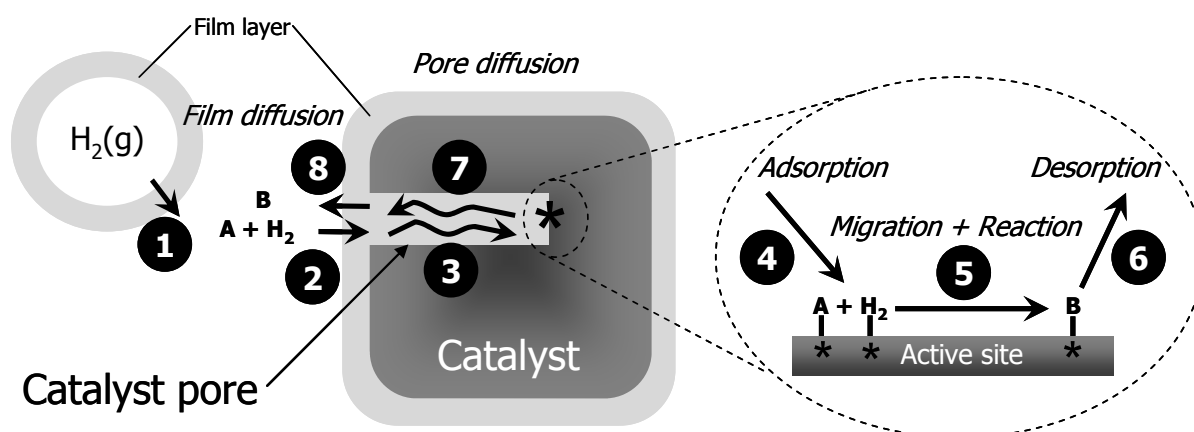 Film layer
Pore diffusion
Film diffusion
H₂(g)
8
7
B
A + H₂
*
1
2
3
Catalyst
Catalyst pore
Adsorption
Desorption
Migration + Reaction
4
5
6
A + H₂
B
* * Active site *